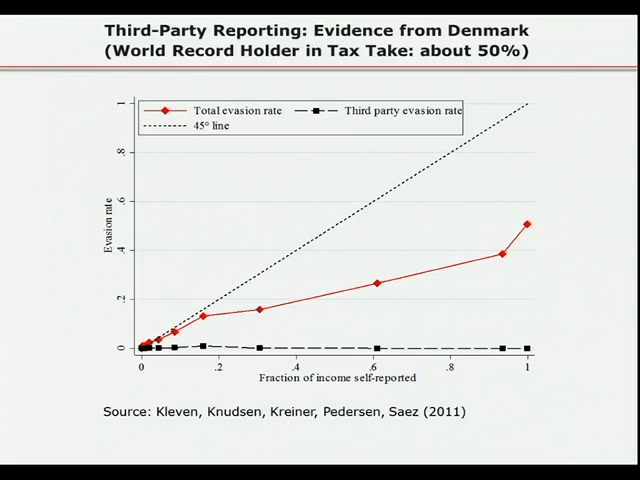 Third-Party Reporting: Evidence from Denmark
(World Record Holder in Tax Take: about 50%)
Total evasion rate
Third party evasion rate
45° line
Evasion rate
1
.8
.6
.4
.2
0
0 .2 .4 .6 .8 1
Fraction of income self-reported
Source: Kleven, Knudsen, Kreiner, Pedersen, Saez (2011)